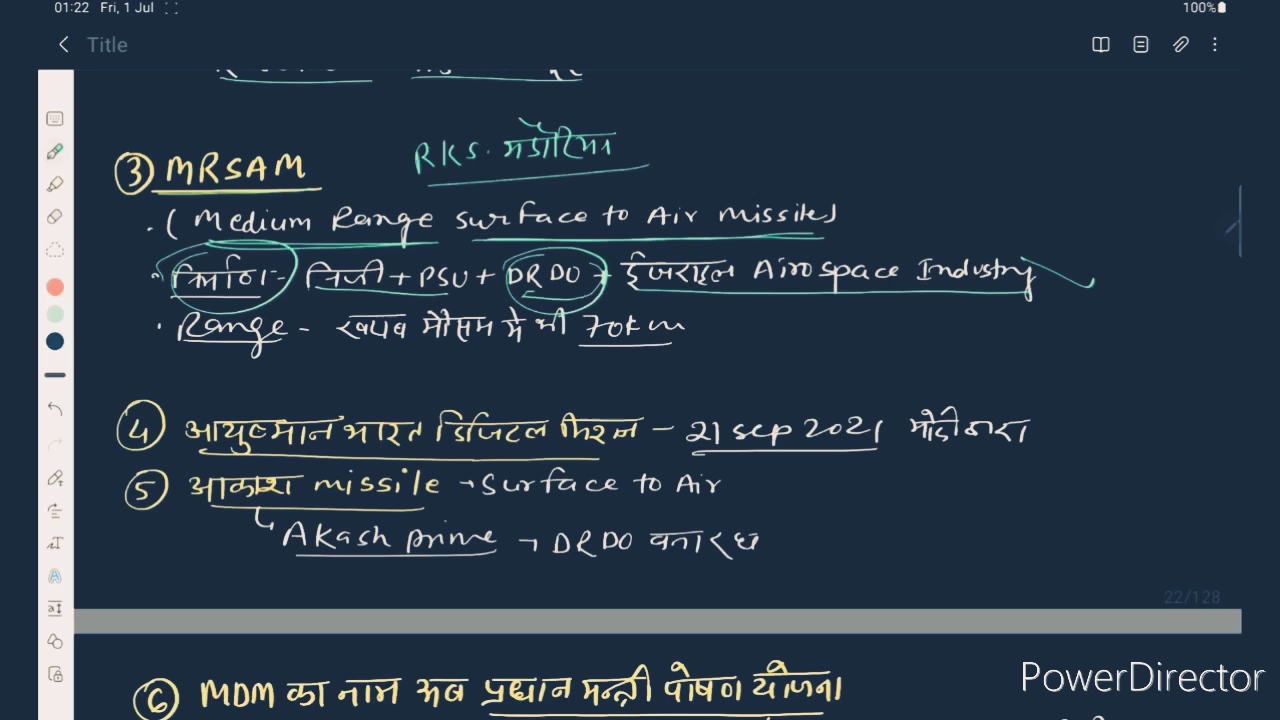 01:22 Fri, 1 Jul 100%
Title
RKS. भदौरिया
③ MRSAM
· (Medium Range surface to Air missile)
· निर्माण:- निजी + PSU + DRDO + ईजराइल Airospace Industry
· Range - खराब मौसम मे भी 70km
④ आयुष्मान भारत डिजिटल मिशन - 21 sep 2021 मोदी द्वारा
⑤ आकाश missile → Surface to Air
↳ Akash prime → DRDO बना रहा
22/128
⑥ MDM का नाम अब प्रधान मन्त्री पोषण योजना
PowerDirector